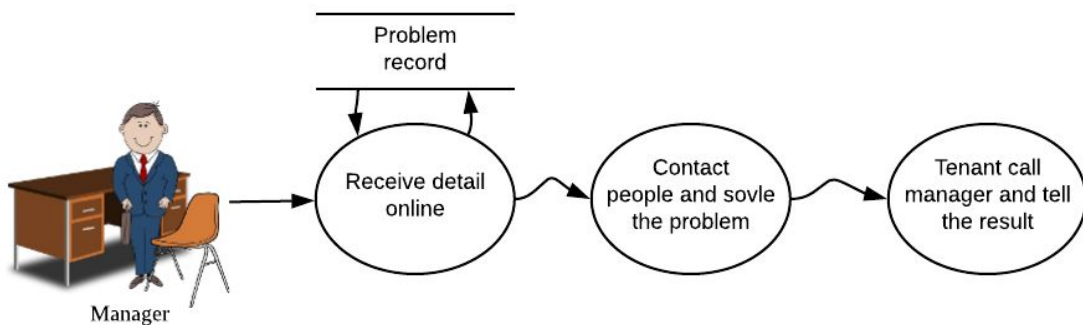 Problem
record
Receive detail
online
Contact
people and sovle
the problem
Tenant call
manager and tell
the result
Manager